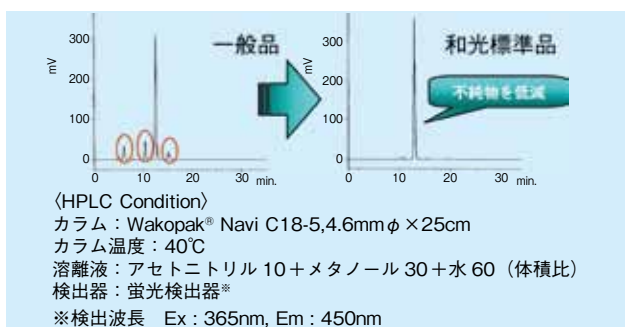 一般品
和光標準品
不純物を低減
mV
300
200
100
0
0 10 20 30 min.
mV
300
200
100
0
0 10 20 30 min.
〈HPLC Condition〉
カラム：Wakopak® Navi C18-5,4.6mmφ×25cm
カラム温度：40℃
溶離液：アセトニトリル 10＋メタノール 30＋水 60（体積比）
検出器：蛍光検出器※
※検出波長　Ex : 365nm, Em : 450nm